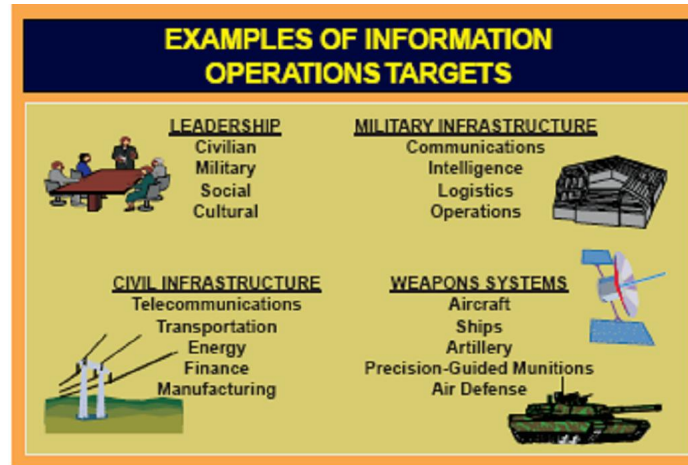 EXAMPLES OF INFORMATION
OPERATIONS TARGETS
LEADERSHIP
Civilian
Military
Social
Cultural
MILITARY INFRASTRUCTURE
Communications
Intelligence
Logistics
Operations
CIVIL INFRASTRUCTURE
Telecommunications
Transportation
Energy
Finance
Manufacturing
WEAPONS SYSTEMS
Aircraft
Ships
Artillery
Precision-Guided Munitions
Air Defense